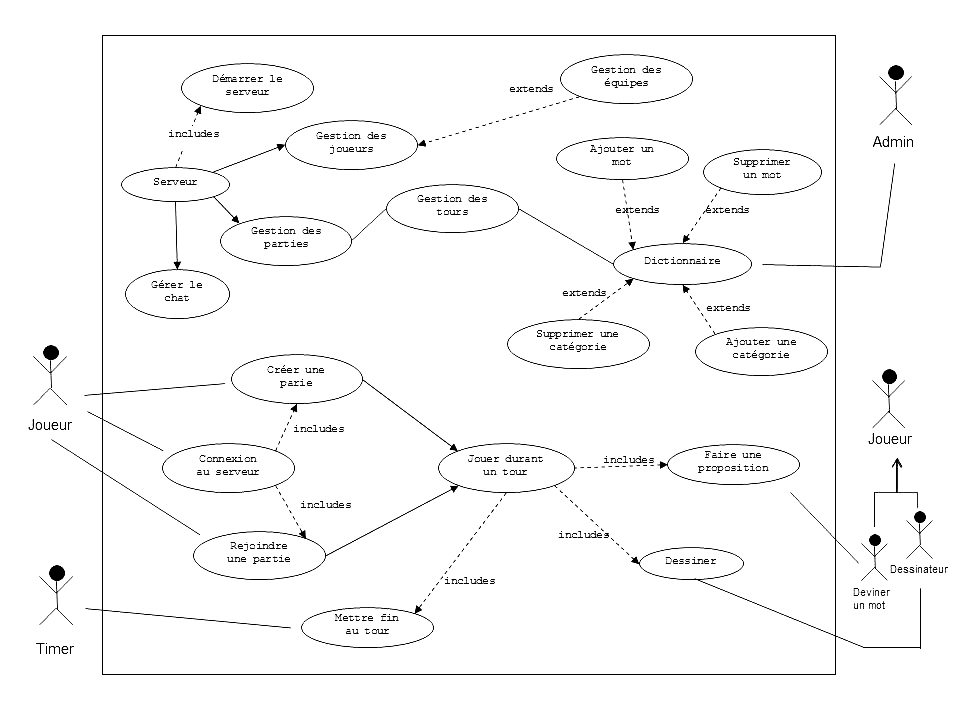 Démarrer le
serveur
Gestion des
équipes
extends
includes
Gestion des
joueurs
Admin
Ajouter un
mot
Supprimer
un mot
Serveur
Gestion des
tours
extends
extends
Gestion des
parties
Dictionnaire
Gérer le
chat
extends
extends
Supprimer une
catégorie
Ajouter une
catégorie
Joueur
Créer une
parie
includes
Joueur
Connexion
au serveur
Jouer durant
un tour
includes
Faire une
proposition
includes
Rejoindre
une partie
includes
Dessiner
Dessinateur
includes
Deviner
un mot
Timer
Mettre fin
au tour